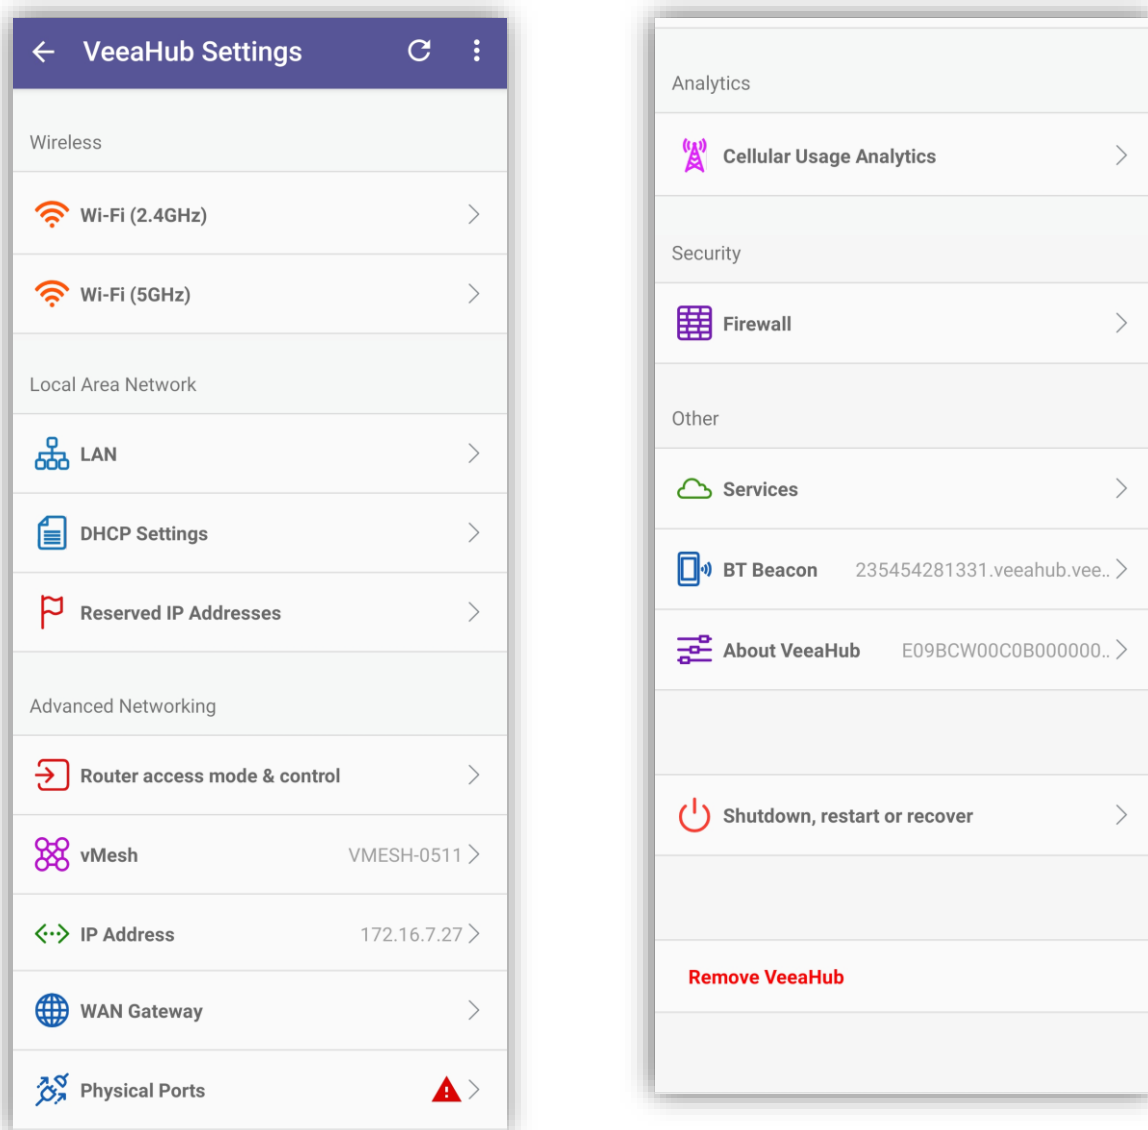 VeeaHub Settings
Wireless
Wi-Fi (2.4GHz)
Wi-Fi (5GHz)
Local Area Network
LAN
DHCP Settings
Reserved IP Addresses
Advanced Networking
Router access mode & control
vMesh VMESH-0511
IP Address 172.16.7.27
WAN Gateway
Physical Ports
Analytics
Cellular Usage Analytics
Security
Firewall
Other
Services
BT Beacon 235454281331.veeahub.vee..
About VeeaHub E09BCW00C0B000000..
Shutdown, restart or recover
Remove VeeaHub